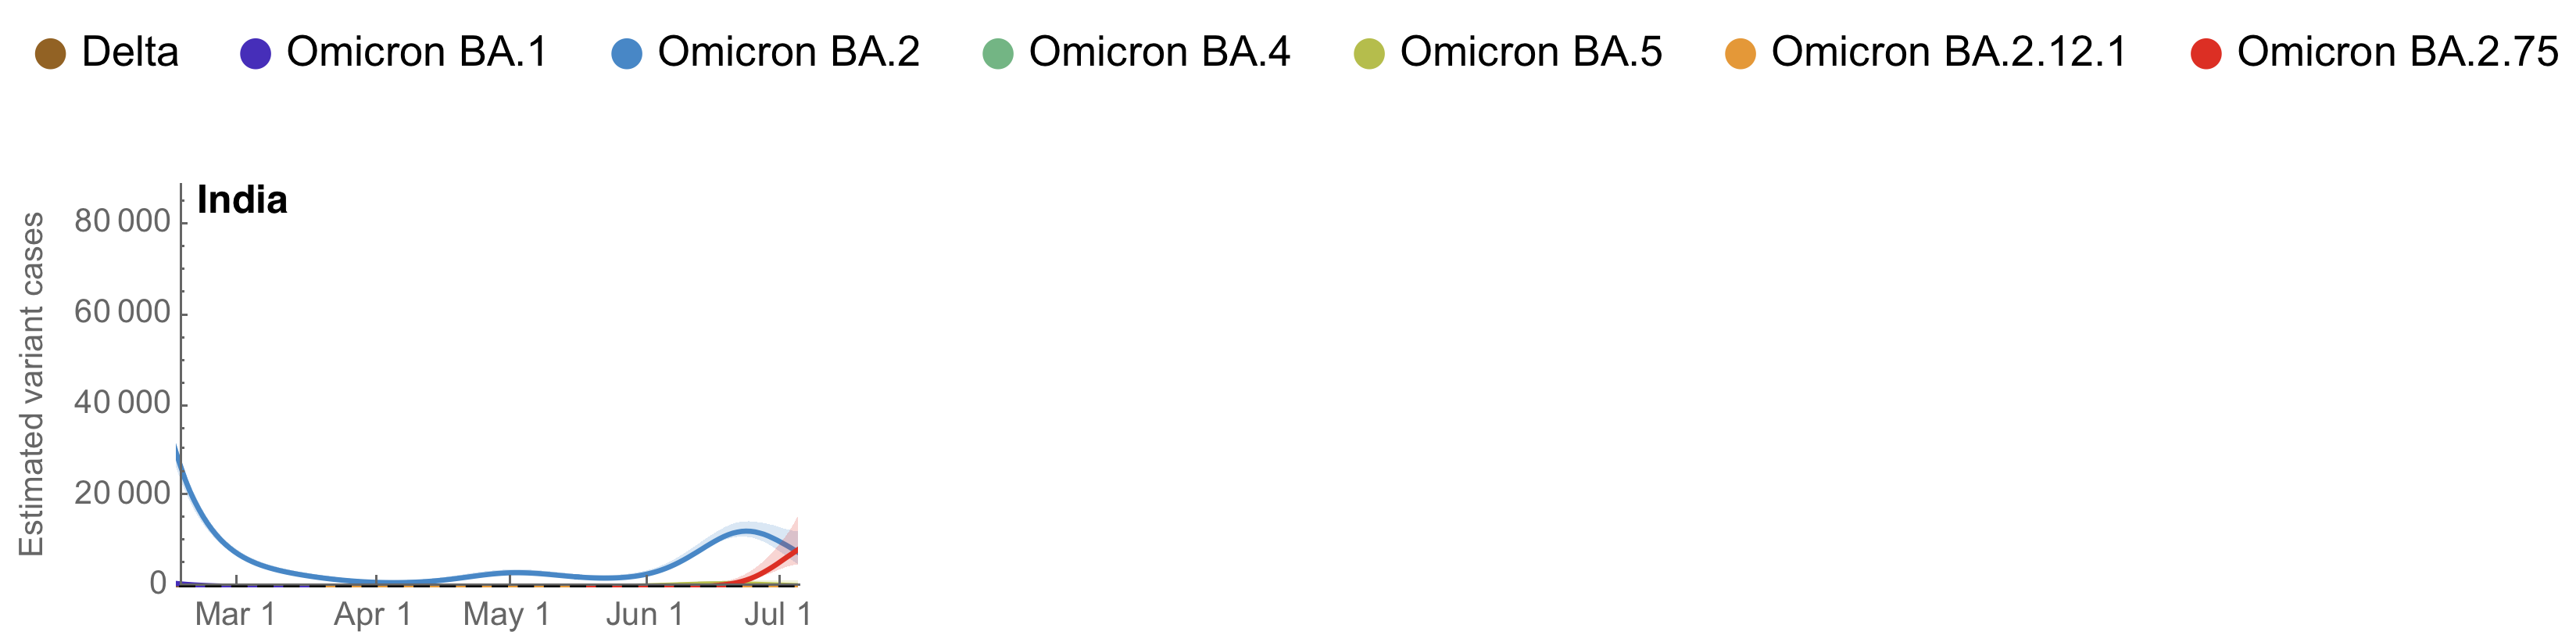 Delta Omicron BA.1 Omicron BA.2 Omicron BA.4 Omicron BA.5 Omicron BA.2.12.1 Omicron BA.2.75
India
Estimated variant cases
80 000
60 000
40 000
20 000
0
Mar 1 Apr 1 May 1 Jun 1 Jul 1